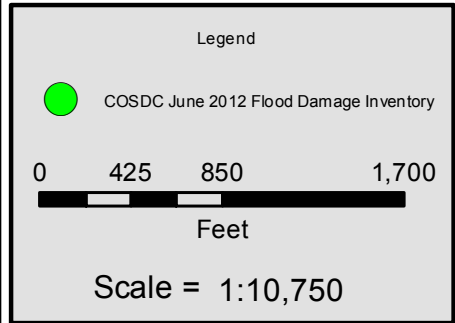 Legend
COSDC June 2012 Flood Damage Inventory
0 425 850 1,700
Feet
Scale = 1:10,750